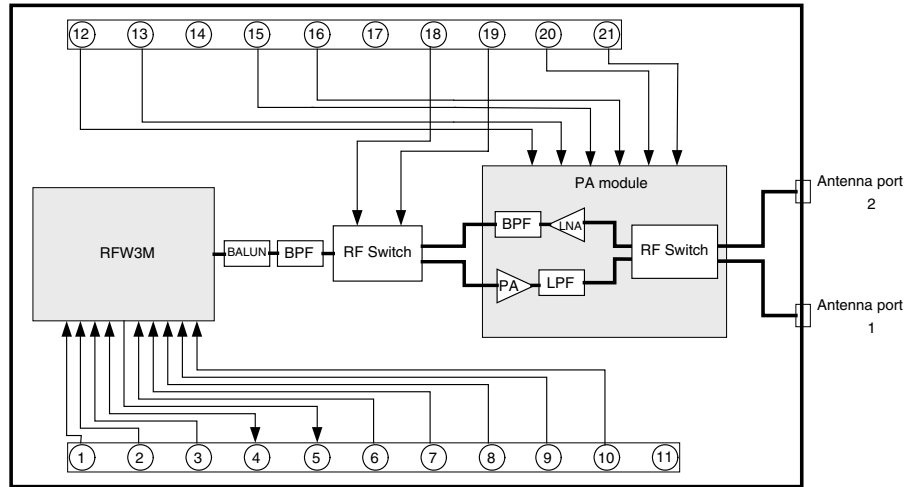 12 13 14 15 16 17 18 19 20 21
PA module
Antenna port
2
BPF LNA
RFW3M BALUN BPF RF Switch RF Switch
PA LPF
Antenna port
1
1 2 3 4 5 6 7 8 9 10 11